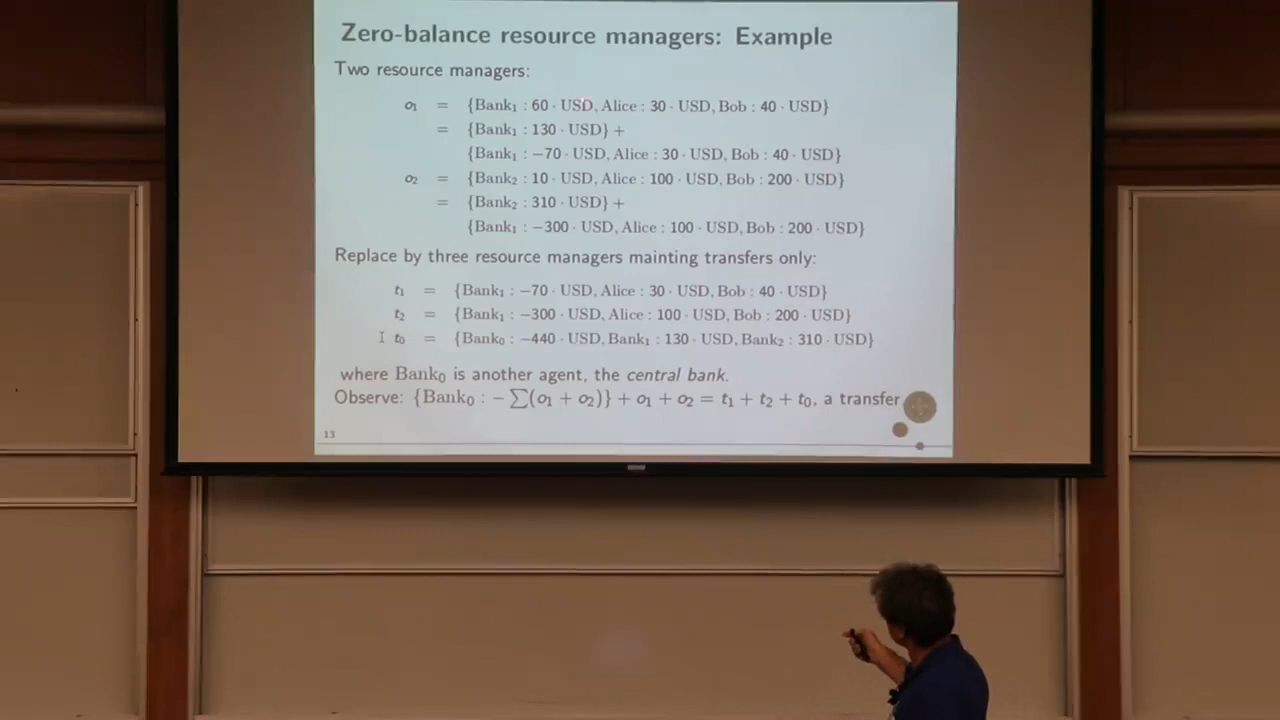 Zero-balance resource managers: Example
Two resource managers:
o₁ = {Bank₁ : 60 · USD, Alice : 30 · USD, Bob : 40 · USD}
= {Bank₁ : 130 · USD} +
{Bank₁ : −70 · USD, Alice : 30 · USD, Bob : 40 · USD}
o₂ = {Bank₂ : 10 · USD, Alice : 100 · USD, Bob : 200 · USD}
= {Bank₂ : 310 · USD} +
{Bank₁ : −300 · USD, Alice : 100 · USD, Bob : 200 · USD}
Replace by three resource managers mainting transfers only:
t₁ = {Bank₁ : −70 · USD, Alice : 30 · USD, Bob : 40 · USD}
t₂ = {Bank₁ : −300 · USD, Alice : 100 · USD, Bob : 200 · USD}
t₀ = {Bank₀ : −440 · USD, Bank₁ : 130 · USD, Bank₂ : 310 · USD}
where Bank₀ is another agent, the central bank.
Observe: {Bank₀ : − ∑(o₁ + o₂)} + o₁ + o₂ = t₁ + t₂ + t₀, a transfer
13